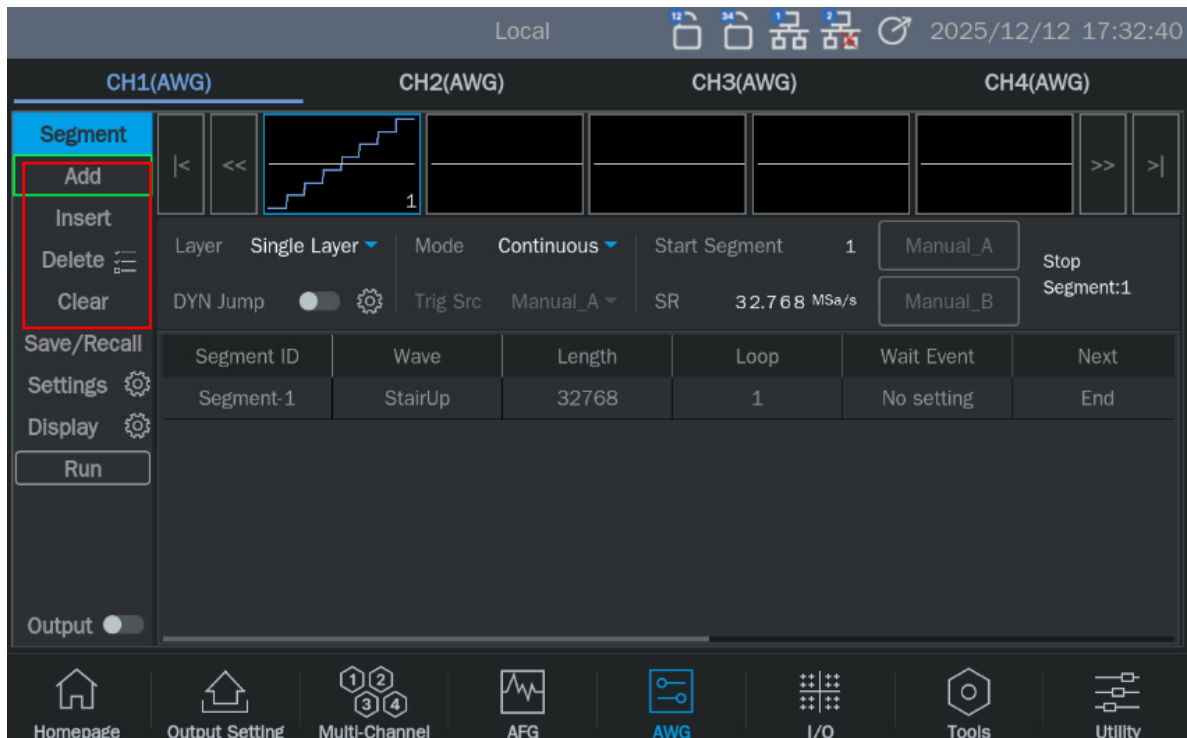 Local 12 34 1 2 2025/12/12 17:32:40
CH1(AWG) CH2(AWG) CH3(AWG) CH4(AWG)
Segment
Add
Insert
Delete
Clear
Save/Recall
Settings
Display
Run
Output
|< << 1 >> >|
Layer Single Layer Mode Continuous Start Segment 1 Manual_A
DYN Jump Trig Src Manual_A SR 32.768 MSa/s Manual_B
Stop
Segment:1
Segment ID Wave Length Loop Wait Event Next
Segment-1 StairUp 32768 1 No setting End
1 2
3 4
Homepage Output Setting Multi-Channel AFG AWG I/O Tools Utility